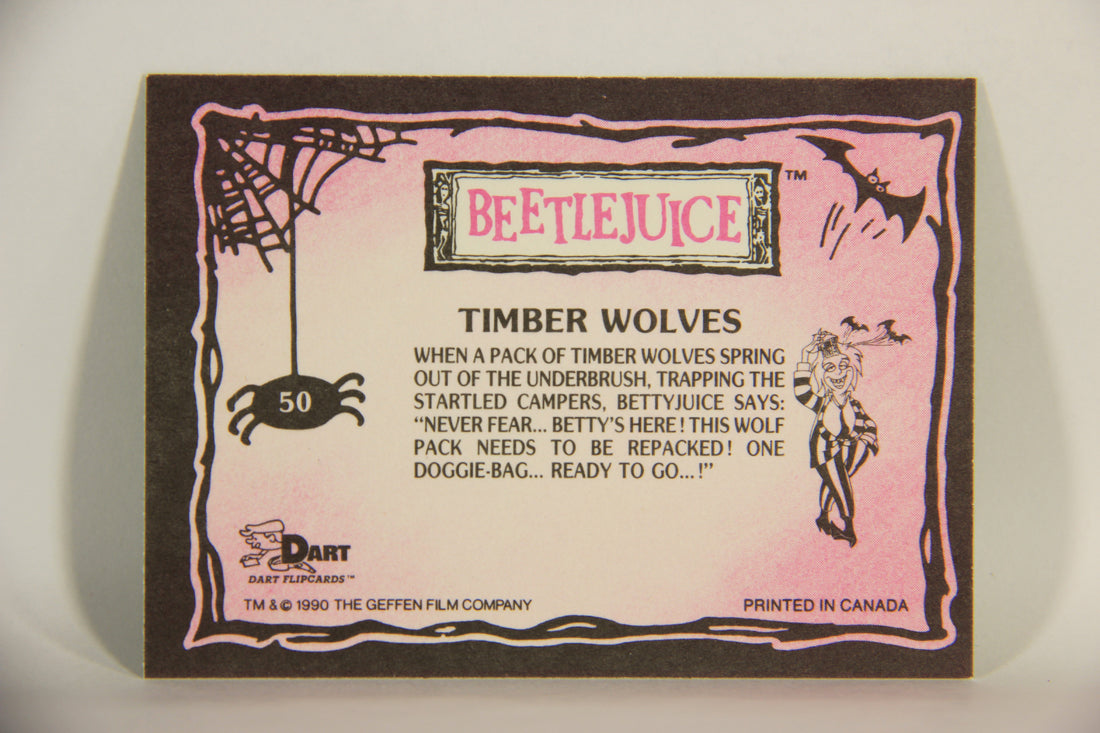 BEETLEJUICE™
TIMBER WOLVES
WHEN A PACK OF TIMBER WOLVES SPRING
OUT OF THE UNDERBRUSH, TRAPPING THE
STARTLED CAMPERS, BETTYJUICE SAYS:
“NEVER FEAR... BETTY'S HERE! THIS WOLF
PACK NEEDS TO BE REPACKED! ONE
DOGGIE-BAG... READY TO GO...!”
50
DART
DART FLIPCARDS™
TM & © 1990 THE GEFFEN FILM COMPANY
PRINTED IN CANADA